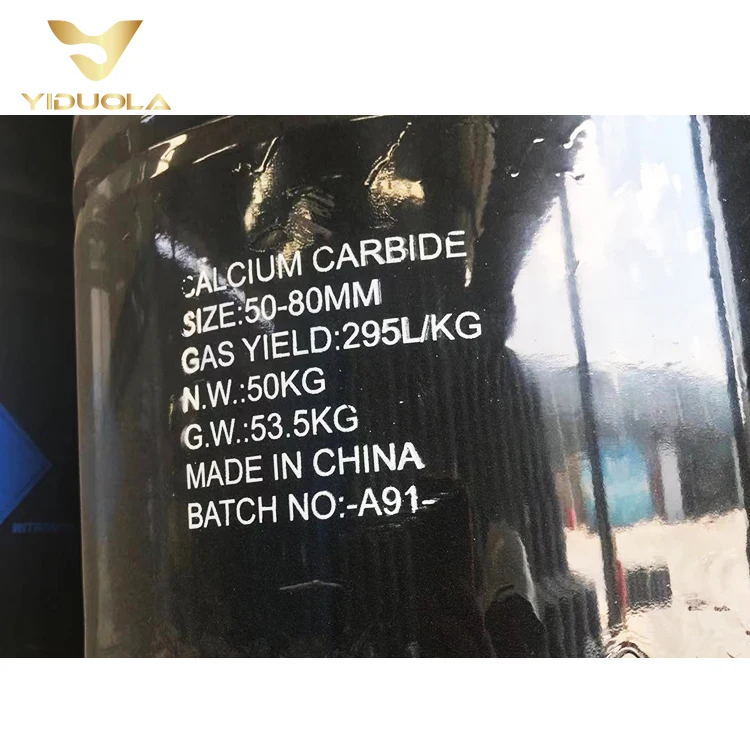 YIDUOLA
CALCIUM CARBIDE
SIZE:50-80MM
GAS YIELD:295L/KG
N.W.:50KG
G.W.:53.5KG
MADE IN CHINA
BATCH NO:-A91-